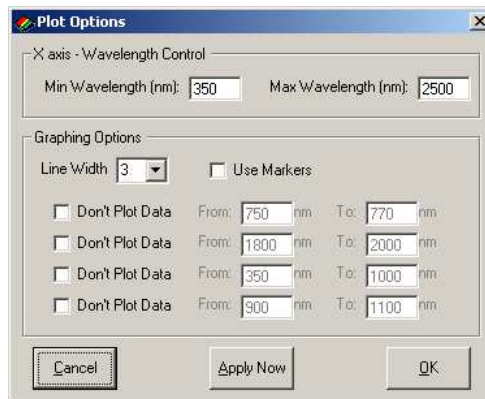 Plot Options
X axis - Wavelength Control
Min Wavelength (nm): 350 Max Wavelength (nm): 2500
Graphing Options
Line Width 3 Use Markers
Don't Plot Data From: 750 nm To: 770 nm
Don't Plot Data From: 1800 nm To: 2000 nm
Don't Plot Data From: 350 nm To: 1000 nm
Don't Plot Data From: 900 nm To: 1100 nm
Cancel Apply Now OK